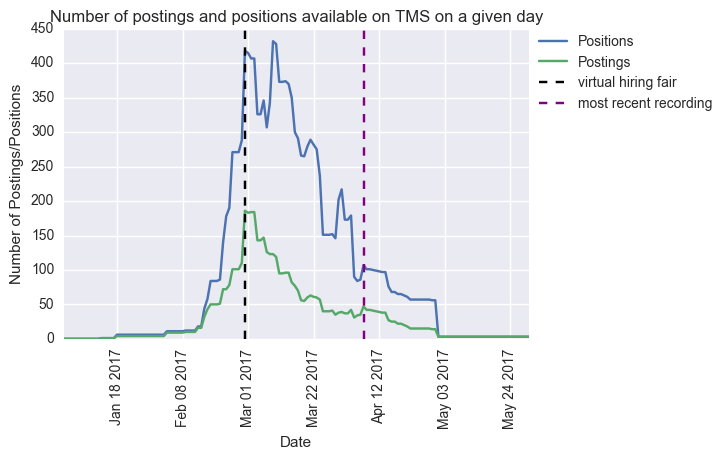 Number of postings and positions available on TMS on a given day
Number of Postings/Positions
450
400
350
300
250
200
150
100
50
0
Jan 18 2017
Feb 08 2017
Mar 01 2017
Mar 22 2017
Apr 12 2017
May 03 2017
May 24 2017
Date
Positions
Postings
virtual hiring fair
most recent recording